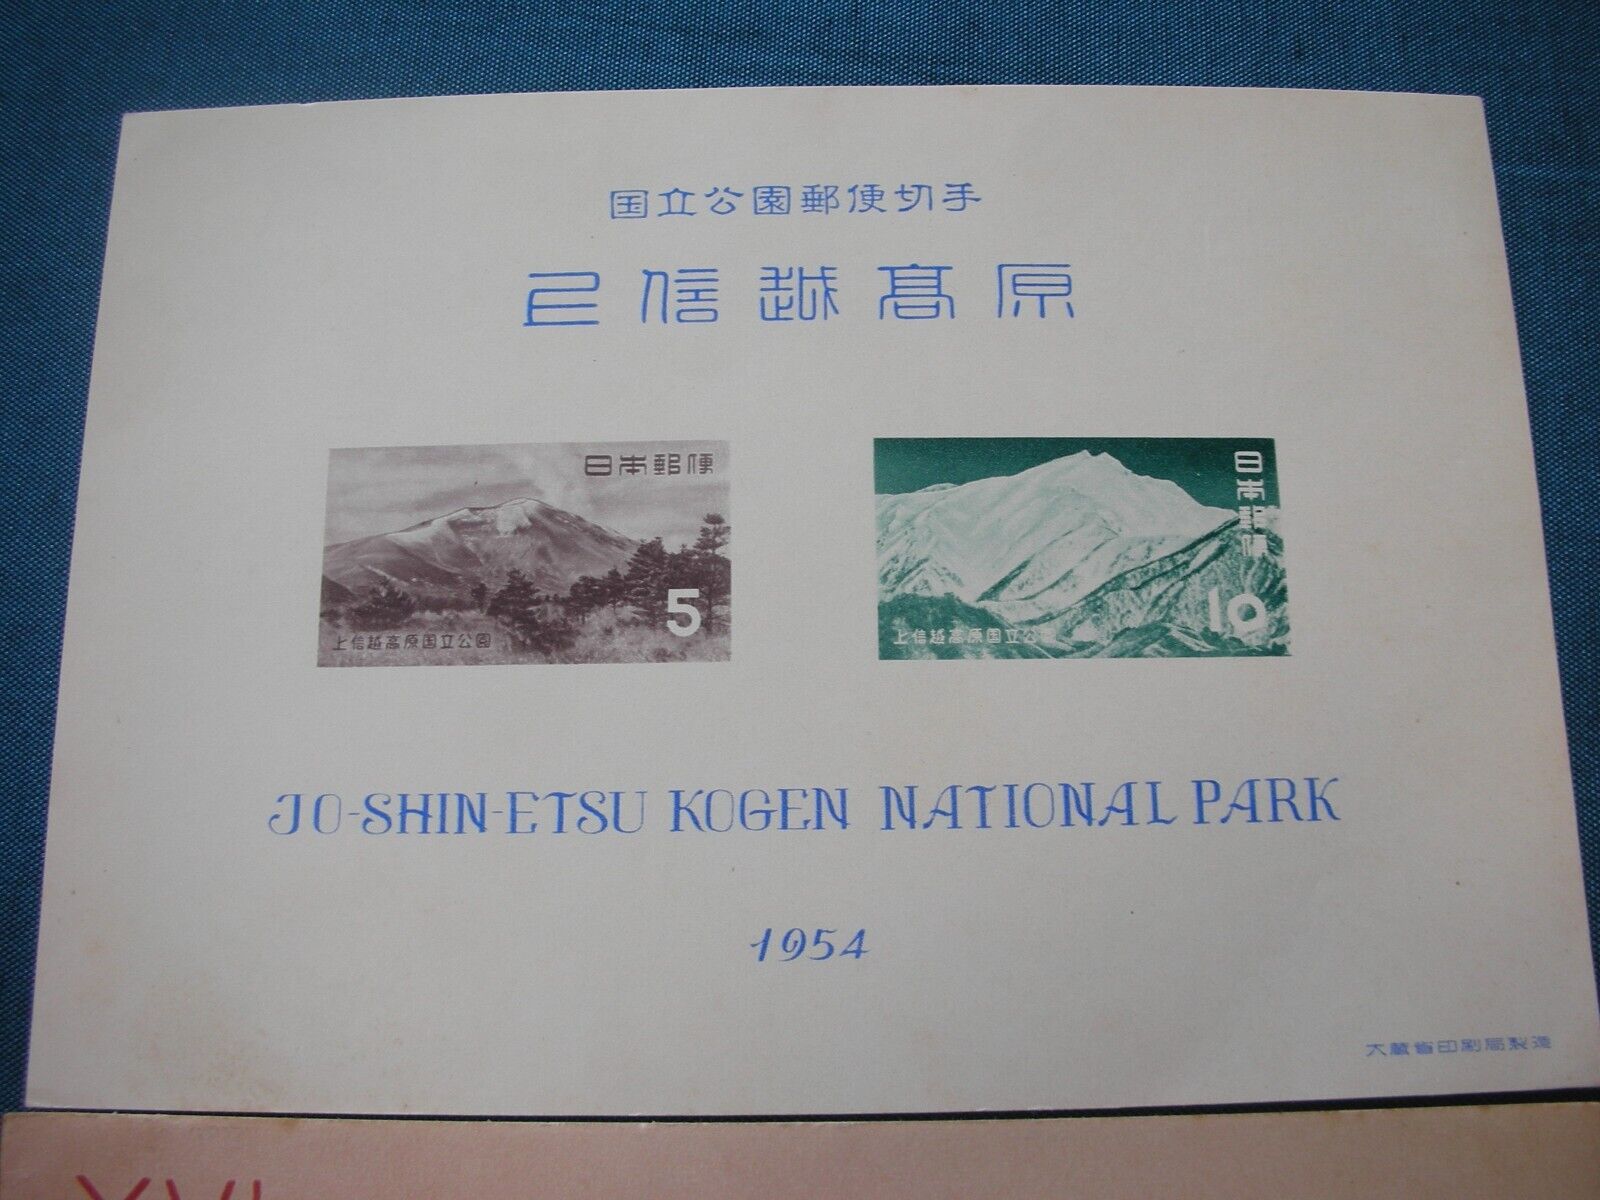 国立公園郵便切手
上信越髙原
日本郵便
5
上信越高原国立公園
日本郵便
10
上信越高原国立公園
JO-SHIN-ETSU KOGEN NATIONAL PARK
1954
大蔵省印刷局製造
XVI